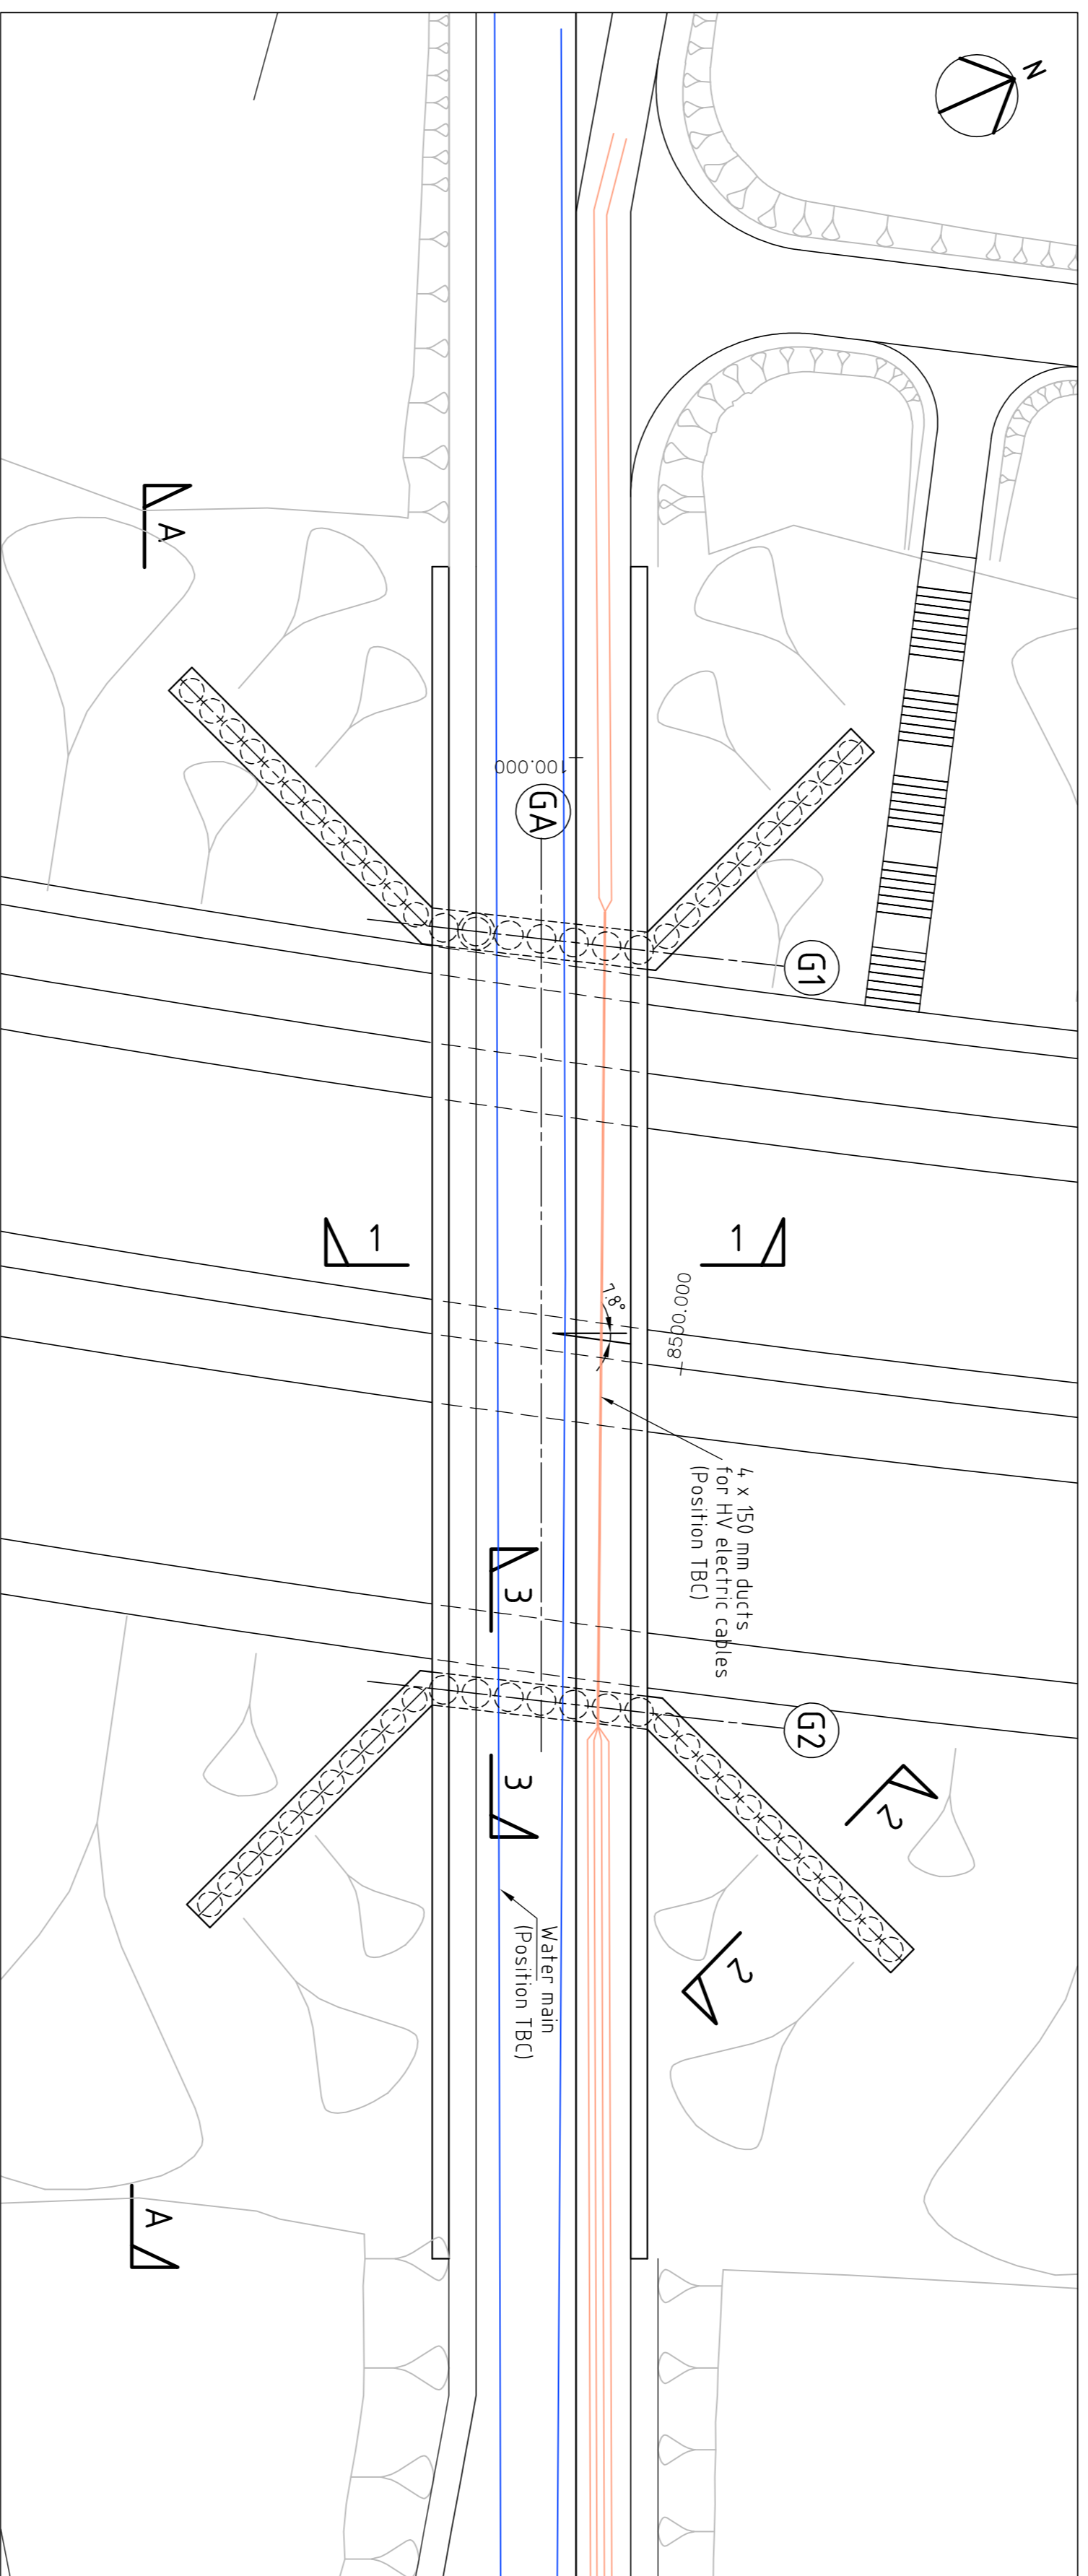 N
A
100.000
GA
G1
1
1
7.8°
-8500.000
4 x 150 mm ducts
for HV electric cables
(Position TBC)
3
G2
3
2
2
Water main
(Position TBC)
A